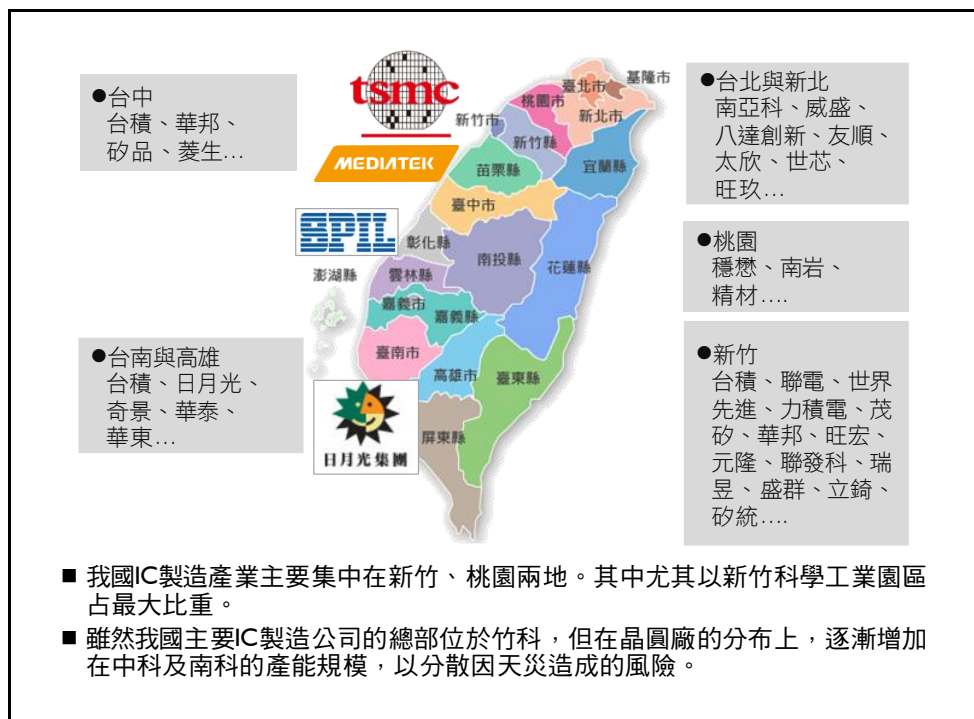 ●台中
台積、華邦、
矽品、菱生…
tsmc
MEDIATEK
SPIL
●台南與高雄
台積、日月光、
奇景、華泰、
華東…
日月光集團
基隆市
臺北市
桃園市
新北市
新竹市
新竹縣
宜蘭縣
苗栗縣
臺中市
彰化縣
南投縣
花蓮縣
澎湖縣
雲林縣
嘉義市
嘉義縣
臺南市
高雄市
臺東縣
屏東縣
●台北與新北
南亞科、威盛、
八達創新、友順、
太欣、世芯、
旺玖…
●桃園
穩懋、南岩、
精材….
●新竹
台積、聯電、世界
先進、力積電、茂
矽、華邦、旺宏、
元隆、聯發科、瑞
昱、盛群、立錡、
矽統….
■ 我國IC製造產業主要集中在新竹、桃園兩地。其中尤其以新竹科學工業園區
占最大比重。
■ 雖然我國主要IC製造公司的總部位於竹科，但在晶圓廠的分布上，逐漸增加
在中科及南科的產能規模，以分散因天災造成的風險。